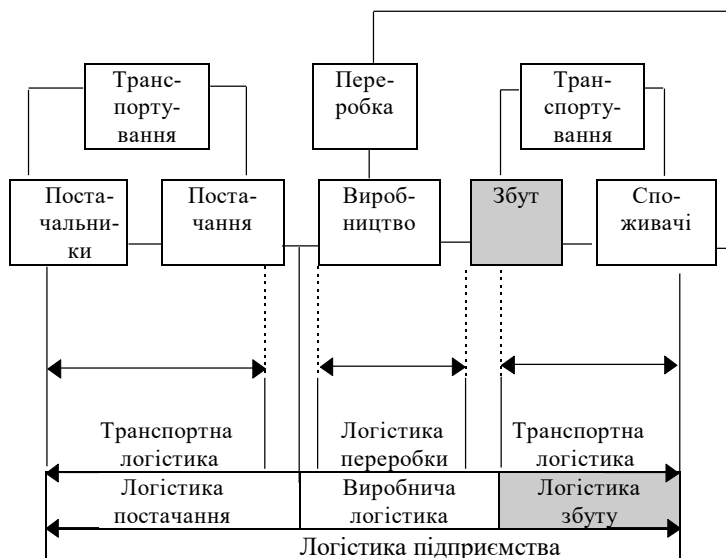 Транс-
порту-
вання
Пере-
робка
Тран-
спорту-
вання
Поста-
чальни-
ки
Поста-
чання
Вироб-
ництво
Збут
Спо-
живачі
Транспортна
логістика
Логістика
переробки
Транспортна
логістика
Логістика
постачання
Виробнича
логістика
Логістика
збуту
Логістика підприємства